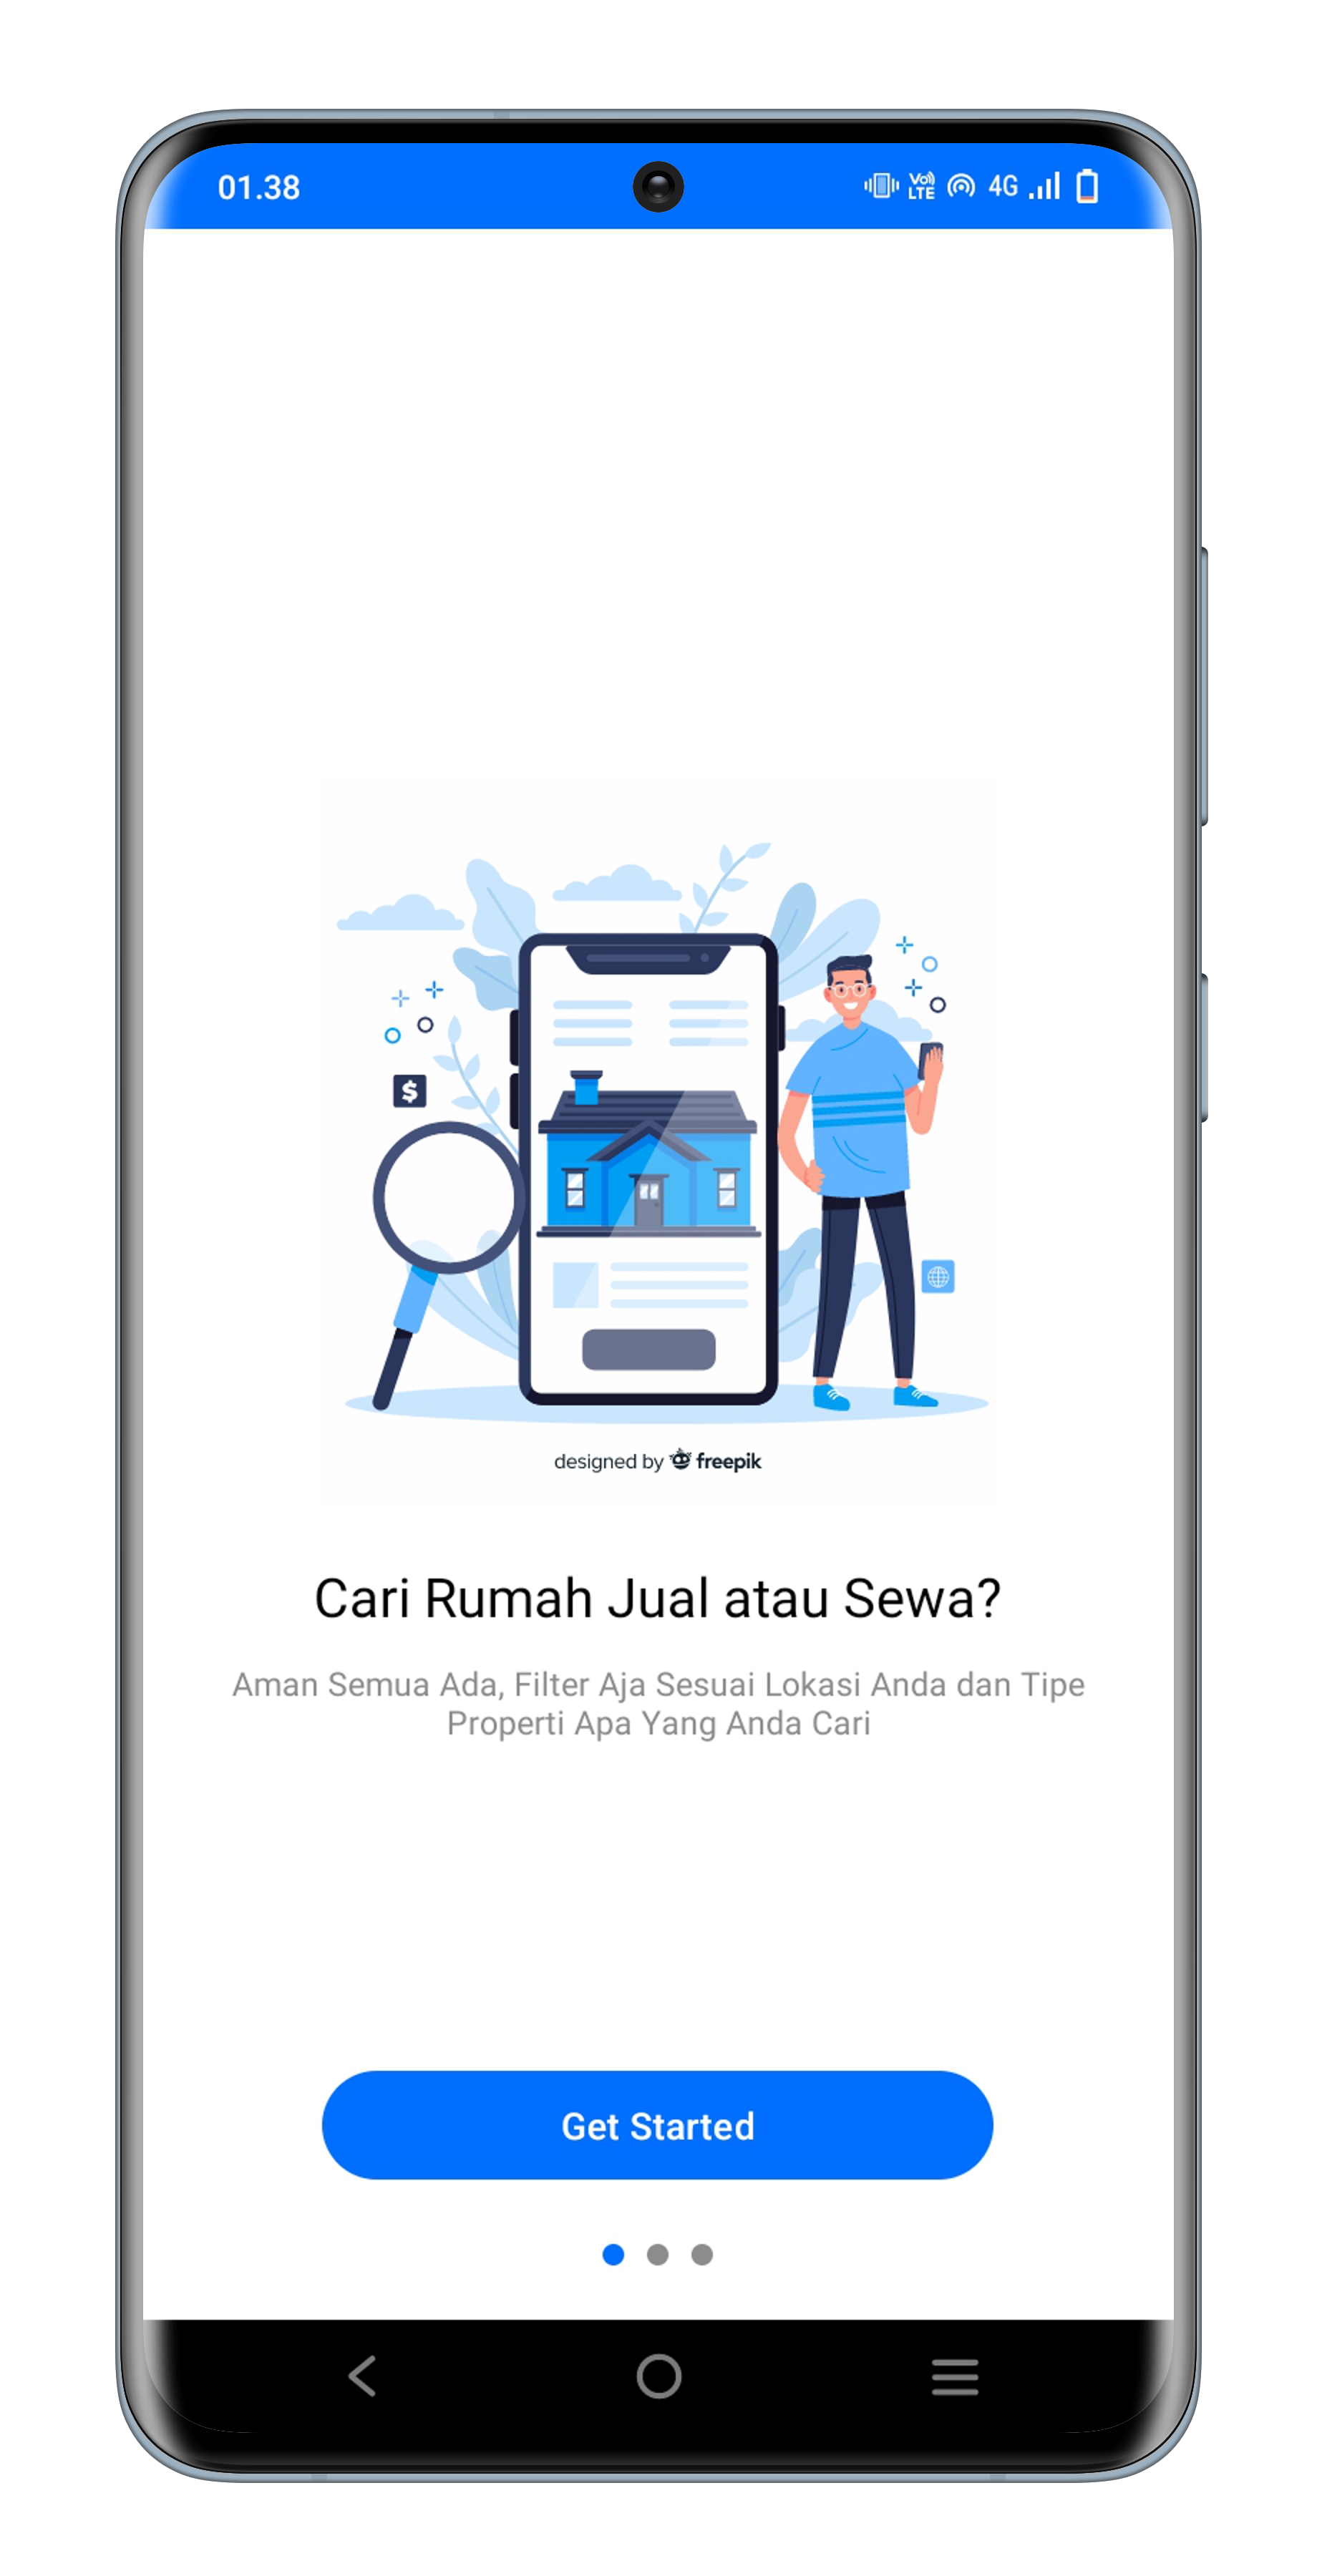 01.38
Vo)) LTE 4G
$
designed by freepik
Cari Rumah Jual atau Sewa?
Aman Semua Ada, Filter Aja Sesuai Lokasi Anda dan Tipe
Properti Apa Yang Anda Cari
Get Started